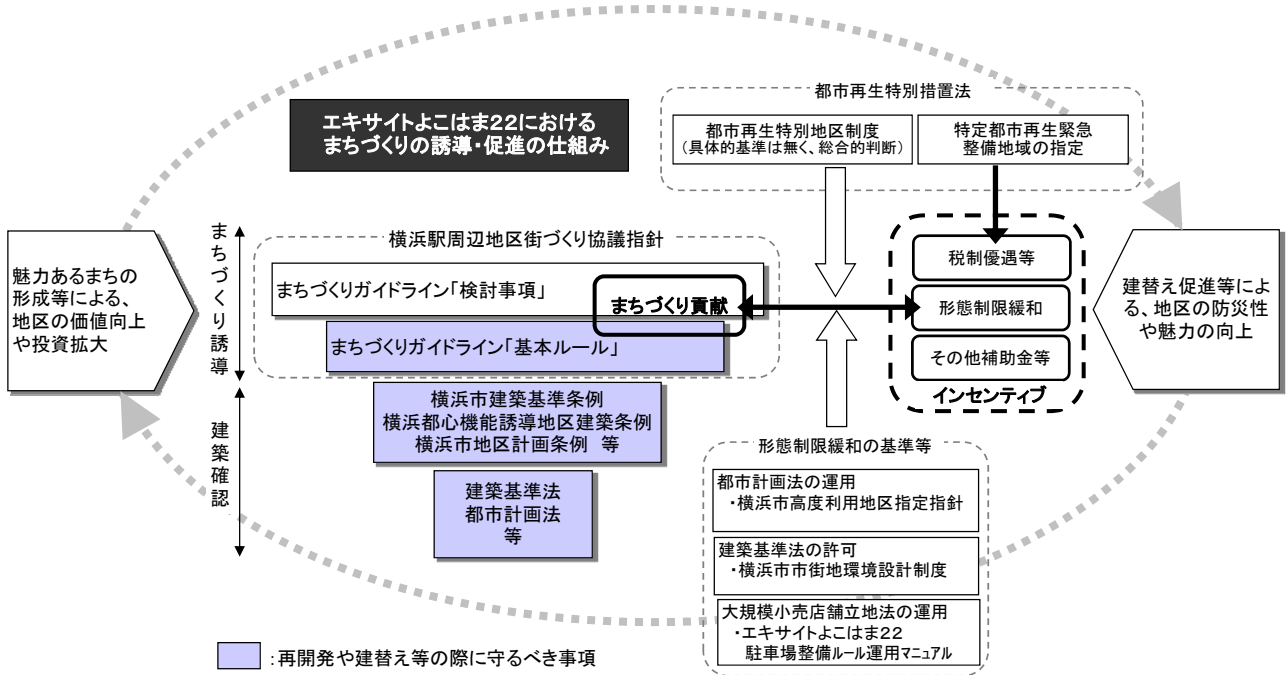 都市再生特別措置法
エキサイトよこはま22における
まちづくりの誘導・促進の仕組み
都市再生特別地区制度
(具体的基準は無く、総合的判断)
特定都市再生緊急
整備地域の指定
魅力あるまちの
形成等による、
地区の価値向上
や投資拡大
まちづくり誘導
建築確認
横浜駅周辺地区街づくり協議指針
まちづくりガイドライン「検討事項」
まちづくり貢献
まちづくりガイドライン「基本ルール」
横浜市建築基準条例
横浜都心機能誘導地区建築条例
横浜市地区計画条例 等
建築基準法
都市計画法
等
税制優遇等
形態制限緩和
その他補助金等
インセンティブ
建替え促進等によ
る、地区の防災性
や魅力の向上
形態制限緩和の基準等
都市計画法の運用
・横浜市高度利用地区指定指針
建築基準法の許可
・横浜市市街地環境設計制度
大規模小売店舗立地法の運用
・エキサイトよこはま22
駐車場整備ルール運用マニュアル
:再開発や建替え等の際に守るべき事項